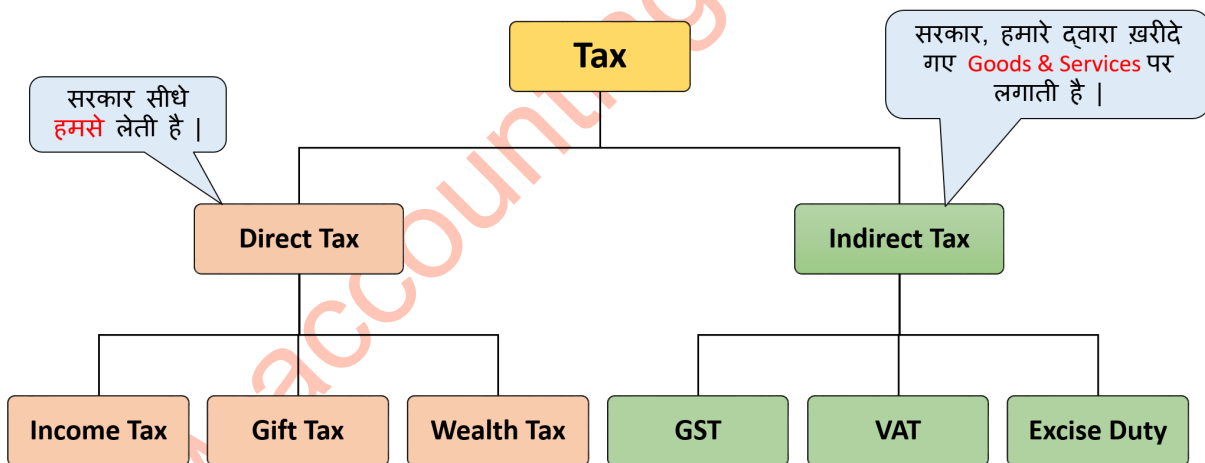 Tax
सरकार सीधे
हमसे लेती है |
सरकार, हमारे द्वारा ख़रीदे
गए Goods & Services पर
लगाती है |
Direct Tax
Indirect Tax
Income Tax
Gift Tax
Wealth Tax
GST
VAT
Excise Duty
accounting